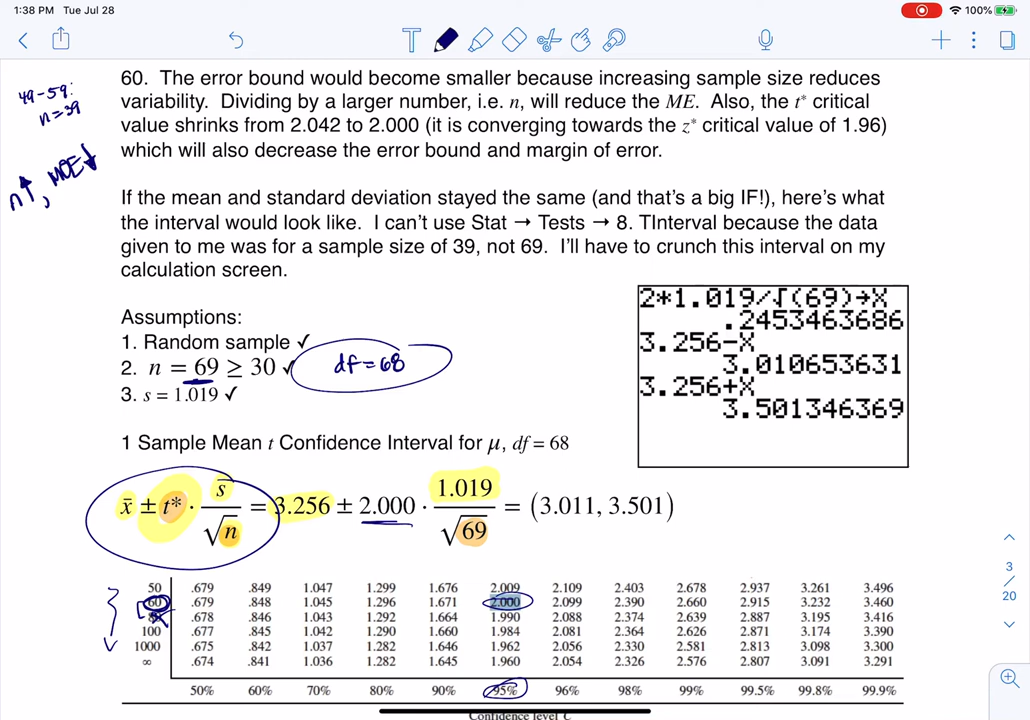 1:38 PM Tue Jul 28
100%
60. The error bound would become smaller because increasing sample size reduces
variability. Dividing by a larger number, i.e. n, will reduce the ME. Also, the t* critical
value shrinks from 2.042 to 2.000 (it is converging towards the z* critical value of 1.96)
which will also decrease the error bound and margin of error.
49-59:
n=39
n↑, MOE↓
If the mean and standard deviation stayed the same (and that's a big IF!), here's what
the interval would look like. I can't use Stat → Tests → 8. TInterval because the data
given to me was for a sample size of 39, not 69. I'll have to crunch this interval on my
calculation screen.
Assumptions:
1. Random sample ✓
2. n = 69 ≥ 30 ✓
df=68
3. s = 1.019 ✓
2*1.019/√(69)→X
.2453463686
3.256-X
3.010653631
3.256+X
3.501346369
1 Sample Mean t Confidence Interval for μ, df = 68
x̄ ± t* · s/√n = 3.256 ± 2.000 · 1.019/√69 = (3.011, 3.501)
50 .679 .849 1.047 1.299 1.676 2.009 2.109 2.403 2.678 2.937 3.261 3.496
60 .679 .848 1.045 1.296 1.671 2.000 2.099 2.390 2.660 2.915 3.232 3.460
.678 .846 1.043 1.292 1.664 1.990 2.088 2.374 2.639 2.887 3.195 3.416
100 .677 .845 1.042 1.290 1.660 1.984 2.081 2.364 2.626 2.871 3.174 3.390
1000 .675 .842 1.037 1.282 1.646 1.962 2.056 2.330 2.581 2.813 3.098 3.300
∞ .674 .841 1.036 1.282 1.645 1.960 2.054 2.326 2.576 2.807 3.091 3.291
50% 60% 70% 80% 90% 95% 96% 98% 99% 99.5% 99.8% 99.9%
Confidence level C
3
/
20